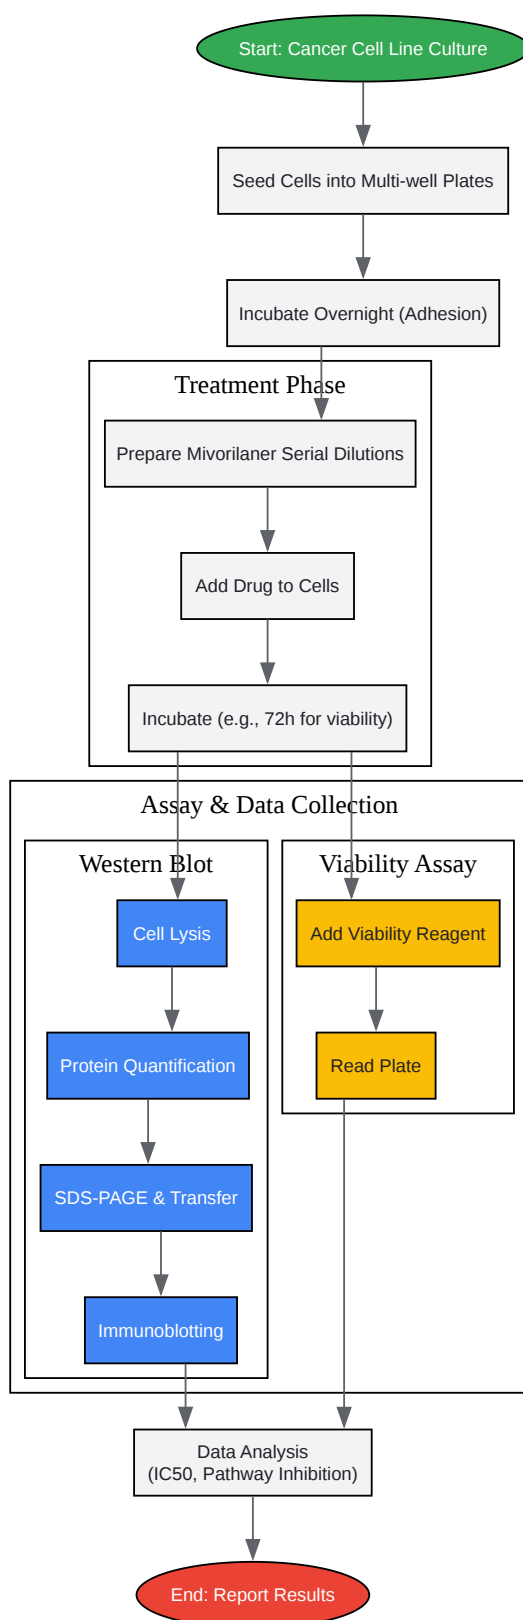 Start: Cancer Cell Line Culture
Seed Cells into Multi-well Plates
Incubate Overnight (Adhesion)
Treatment Phase
Prepare Mivorilaner Serial Dilutions
Add Drug to Cells
Incubate (e.g., 72h for viability)
Assay & Data Collection
Western Blot
Cell Lysis
Protein Quantification
SDS-PAGE & Transfer
Immunoblotting
Viability Assay
Add Viability Reagent
Read Plate
Data Analysis
(IC50, Pathway Inhibition)
End: Report Results